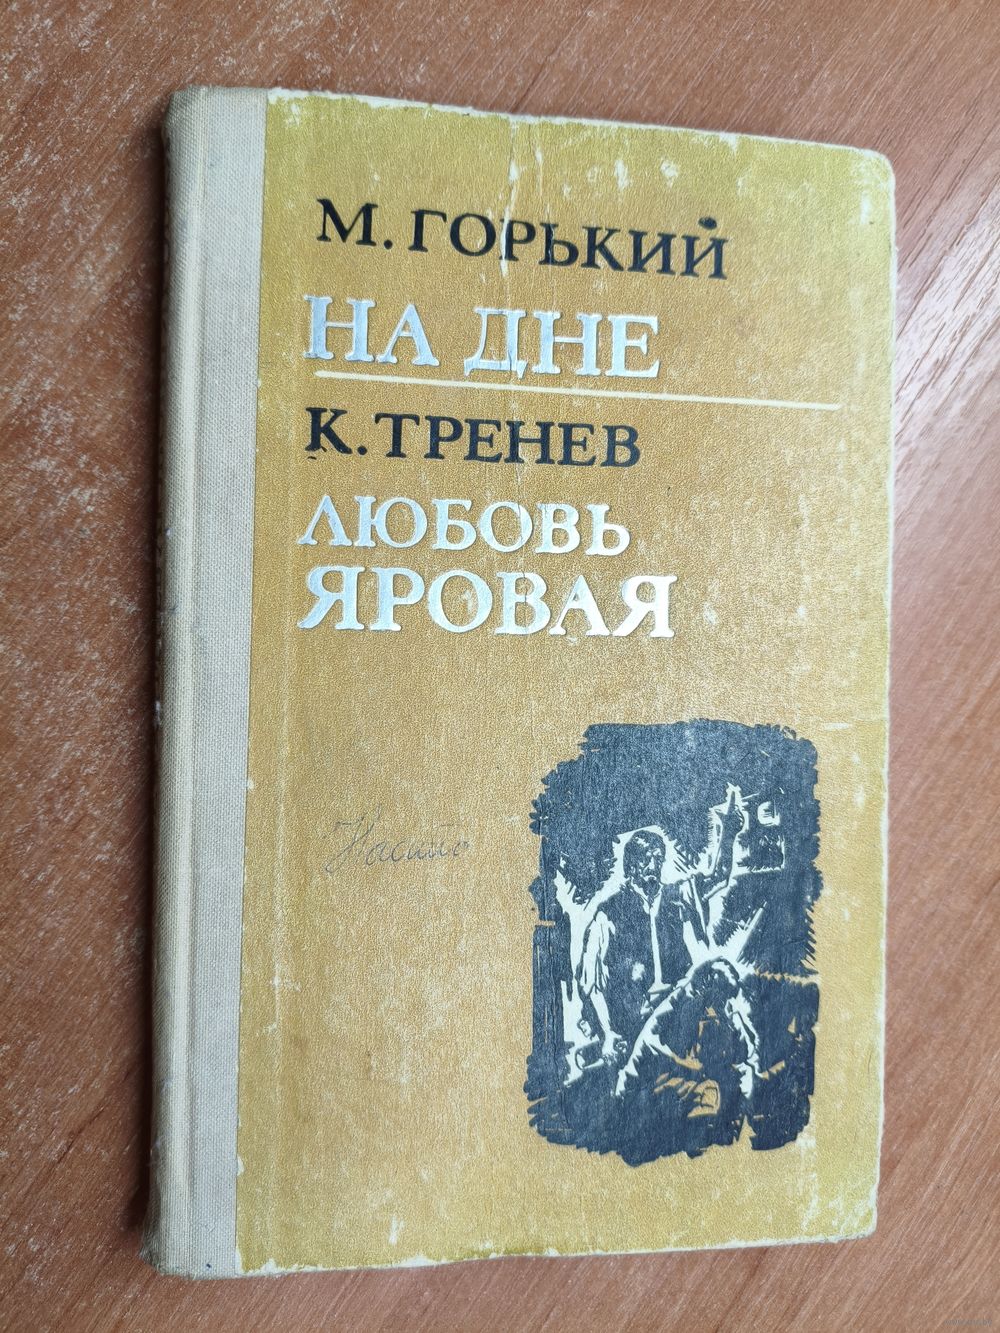 М. ГОРЬКИЙ
НА ДНЕ
К. ТРЕНЕВ
ЛЮБОВЬ
ЯРОВАЯ